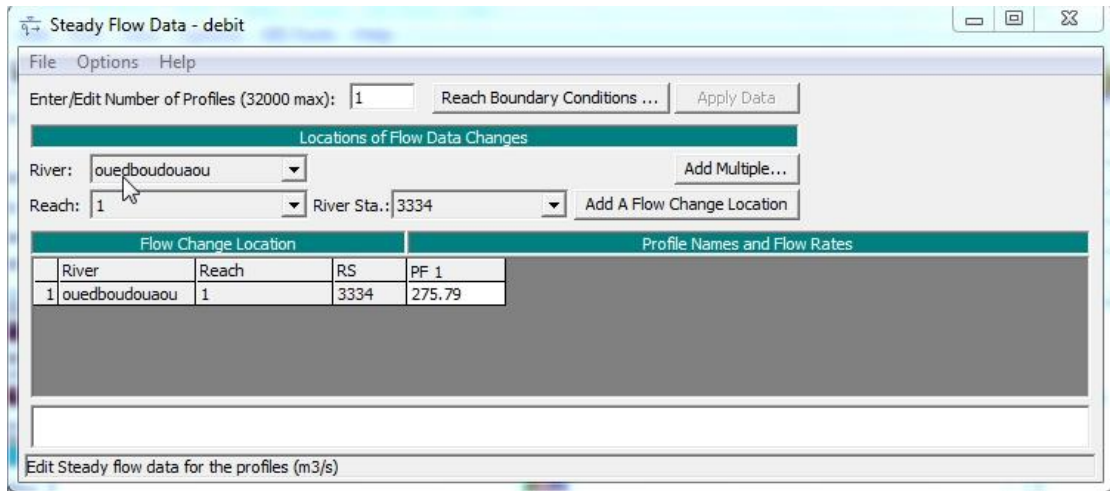 Steady Flow Data - debit
File Options Help
Enter/Edit Number of Profiles (32000 max): 1 Reach Boundary Conditions ... Apply Data
Locations of Flow Data Changes
River: ouedboudouaou Add Multiple...
Reach: 1 River Sta.: 3334 Add A Flow Change Location
Flow Change Location Profile Names and Flow Rates
River Reach RS PF 1
1 ouedboudouaou 1 3334 275.79
Edit Steady flow data for the profiles (m3/s)